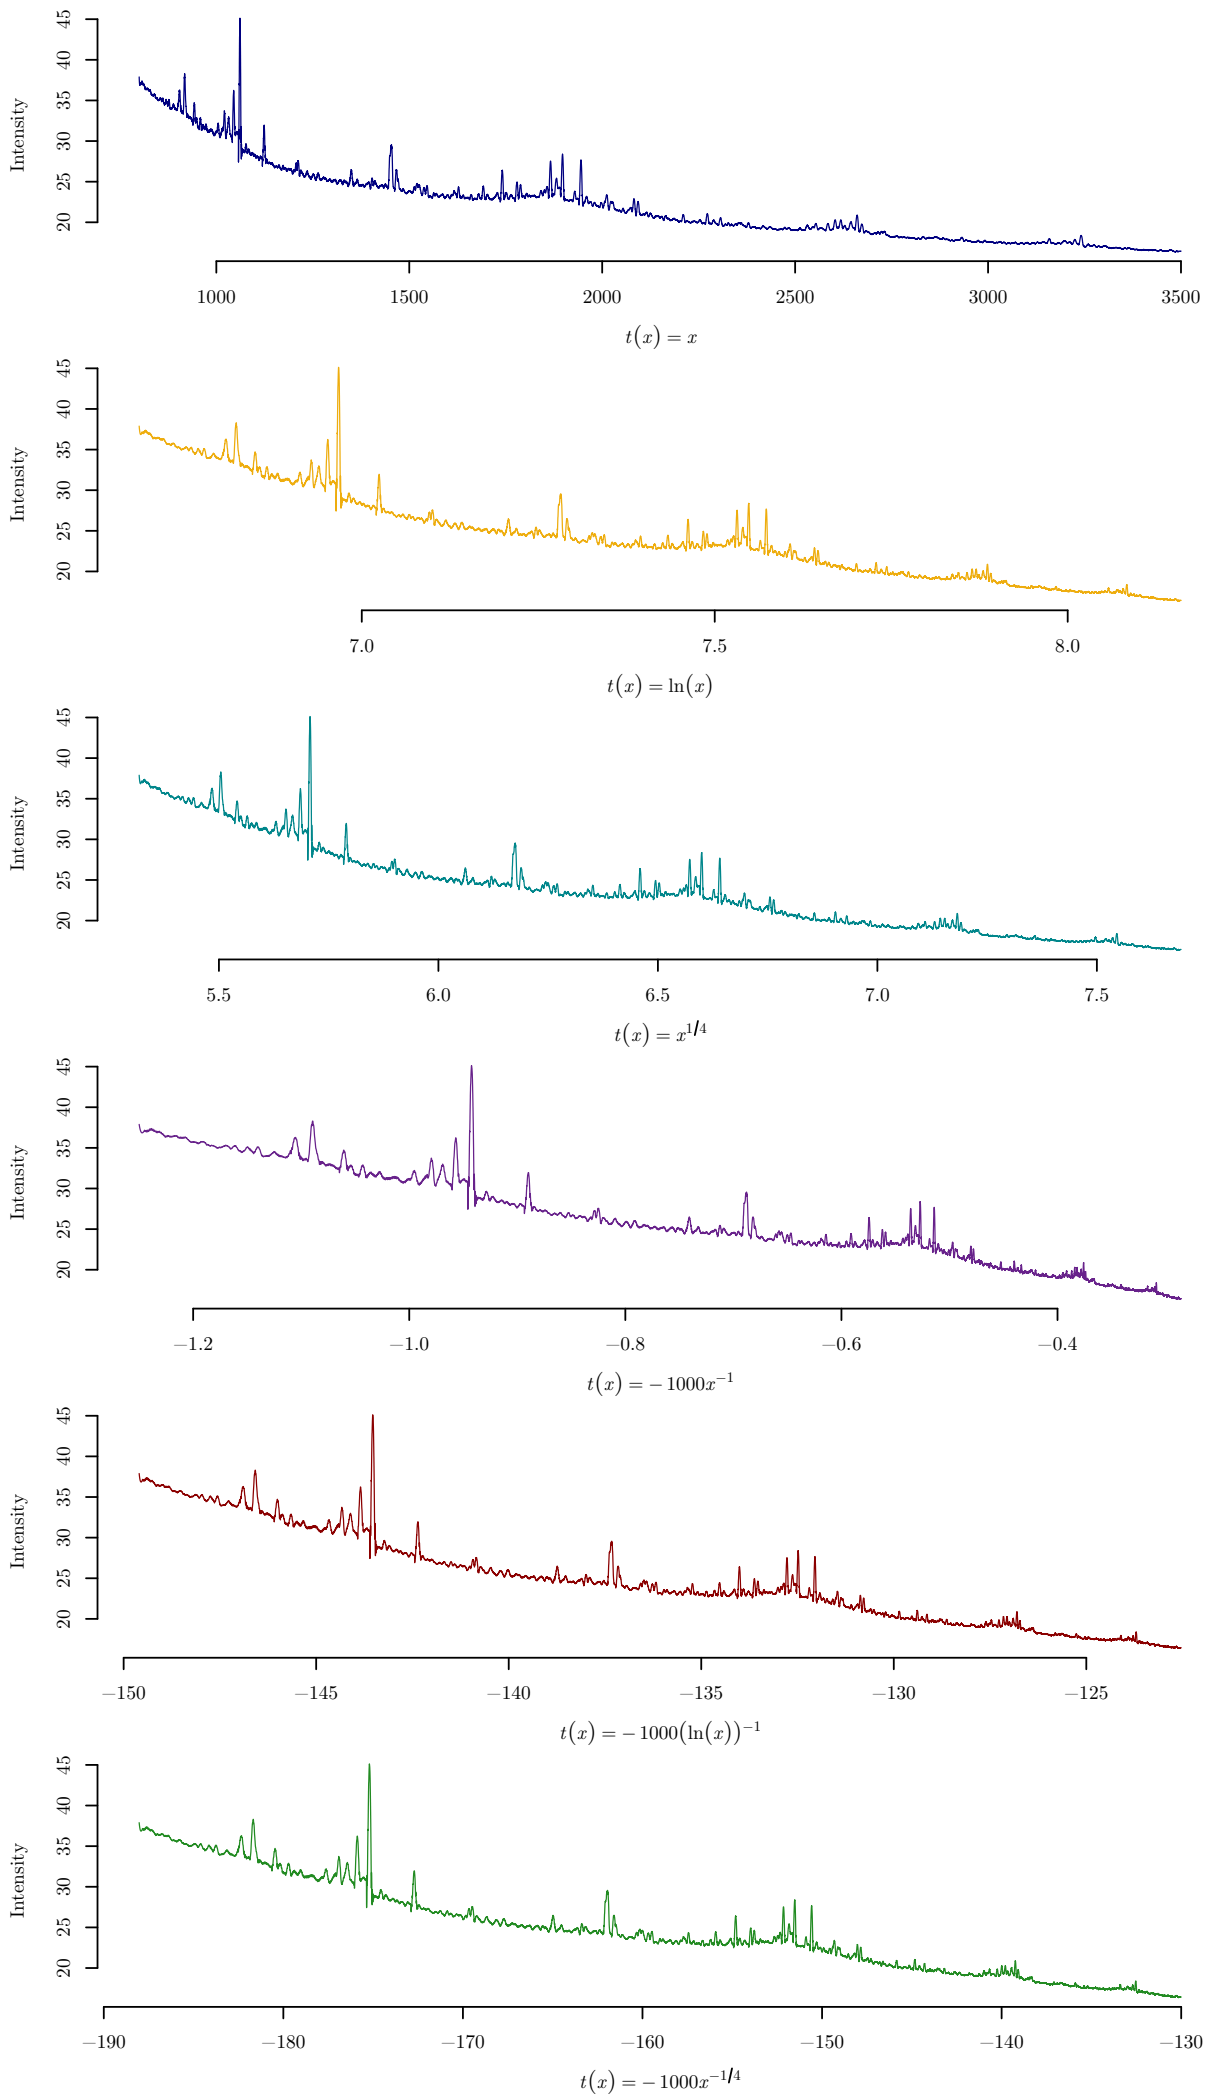 45
40
35
30
25
20
Intensity
1000 1500 2000 2500 3000 3500
t(x) = x
45
40
35
30
25
20
Intensity
7.0 7.5 8.0
t(x) = ln(x)
45
40
35
30
25
20
Intensity
5.5 6.0 6.5 7.0 7.5
t(x) = x^{1/4}
45
40
35
30
25
20
Intensity
−1.2 −1.0 −0.8 −0.6 −0.4
t(x) = − 1000x^{−1}
45
40
35
30
25
20
Intensity
−150 −145 −140 −135 −130 −125
t(x) = − 1000(ln(x))^{−1}
45
40
35
30
25
20
Intensity
−190 −180 −170 −160 −150 −140 −130
t(x) = − 1000x^{−1/4}